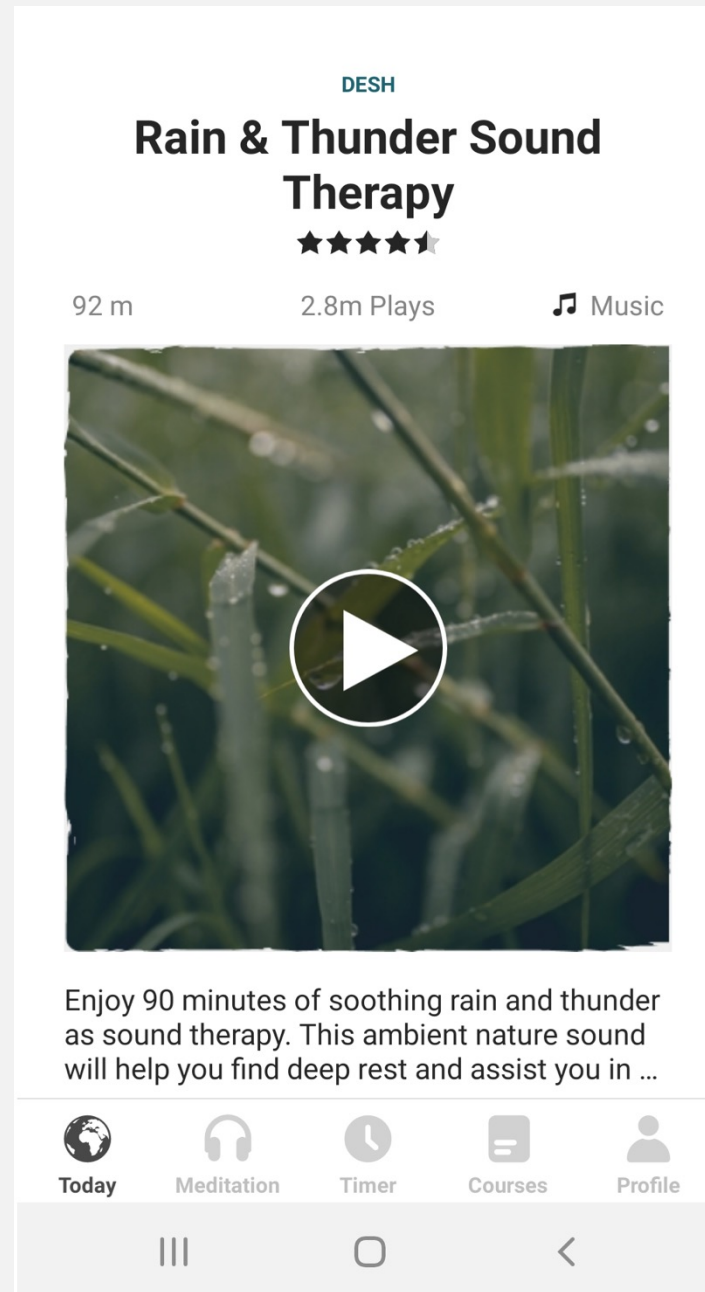 DESH
Rain & Thunder Sound
Therapy
92 m
2.8m Plays
Music
Enjoy 90 minutes of soothing rain and thunder
as sound therapy. This ambient nature sound
will help you find deep rest and assist you in ...
Today
Meditation
Timer
Courses
Profile